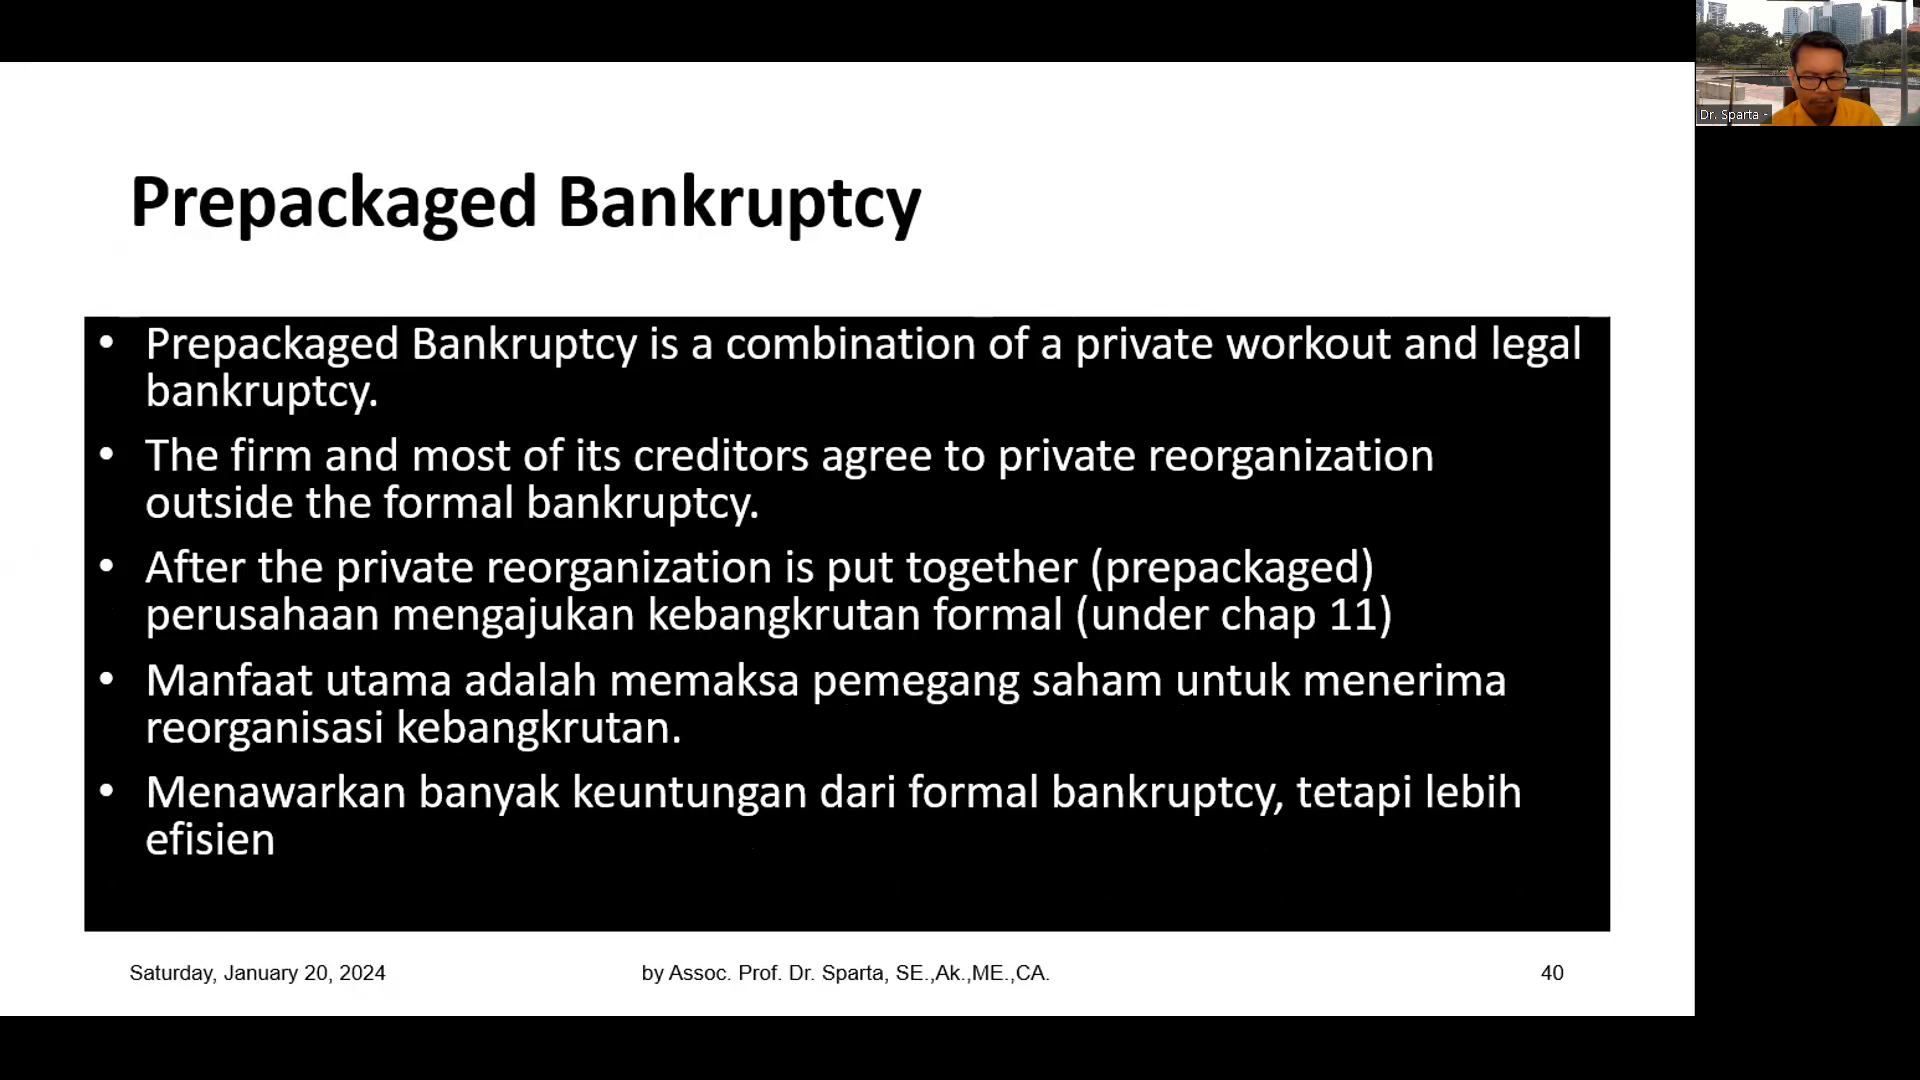 Dr. Sparta -
Prepackaged Bankruptcy
• Prepackaged Bankruptcy is a combination of a private workout and legal
bankruptcy.
• The firm and most of its creditors agree to private reorganization
outside the formal bankruptcy.
• After the private reorganization is put together (prepackaged)
perusahaan mengajukan kebangkrutan formal (under chap 11)
• Manfaat utama adalah memaksa pemegang saham untuk menerima
reorganisasi kebangkrutan.
• Menawarkan banyak keuntungan dari formal bankruptcy, tetapi lebih
efisien
Saturday, January 20, 2024
by Assoc. Prof. Dr. Sparta, SE.,Ak.,ME.,CA.
40